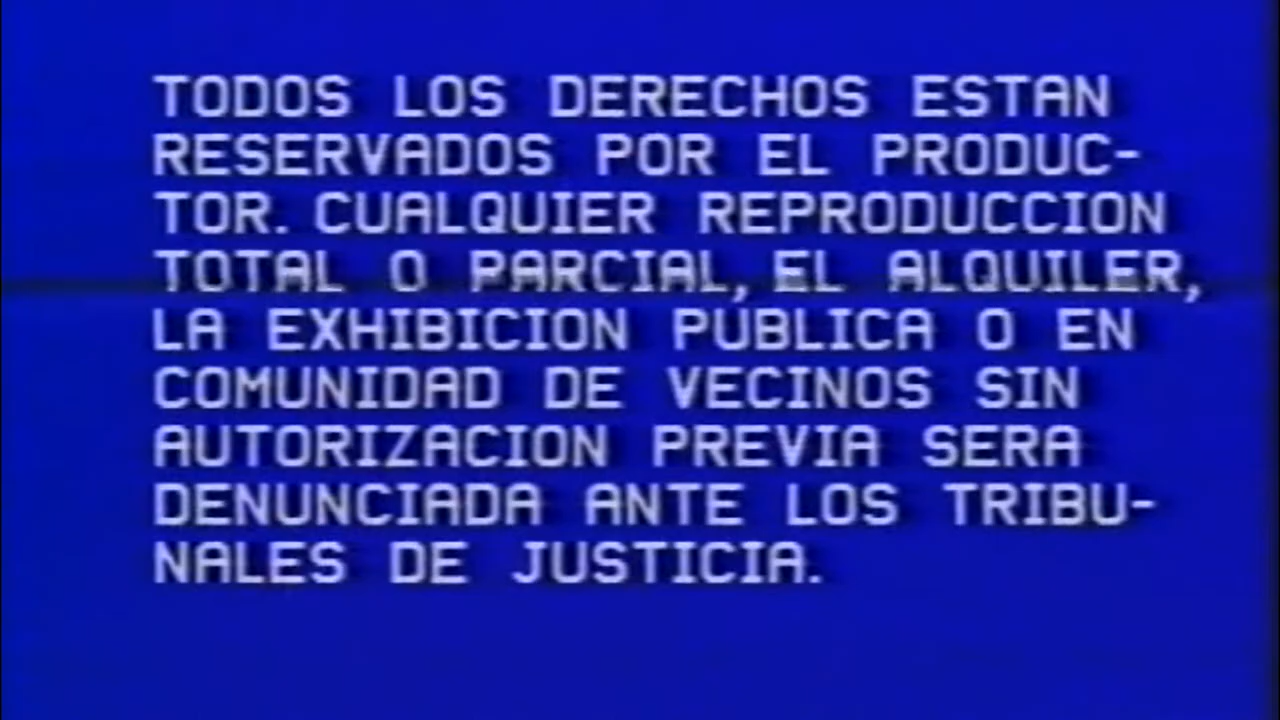 TODOS LOS DERECHOS ESTAN
RESERVADOS POR EL PRODUC-
TOR. CUALQUIER REPRODUCCION
TOTAL O PARCIAL, EL ALQUILER,
LA EXHIBICION PUBLICA O EN
COMUNIDAD DE VECINOS SIN
AUTORIZACION PREVIA SERA
DENUNCIADA ANTE LOS TRIBU-
NALES DE JUSTICIA.